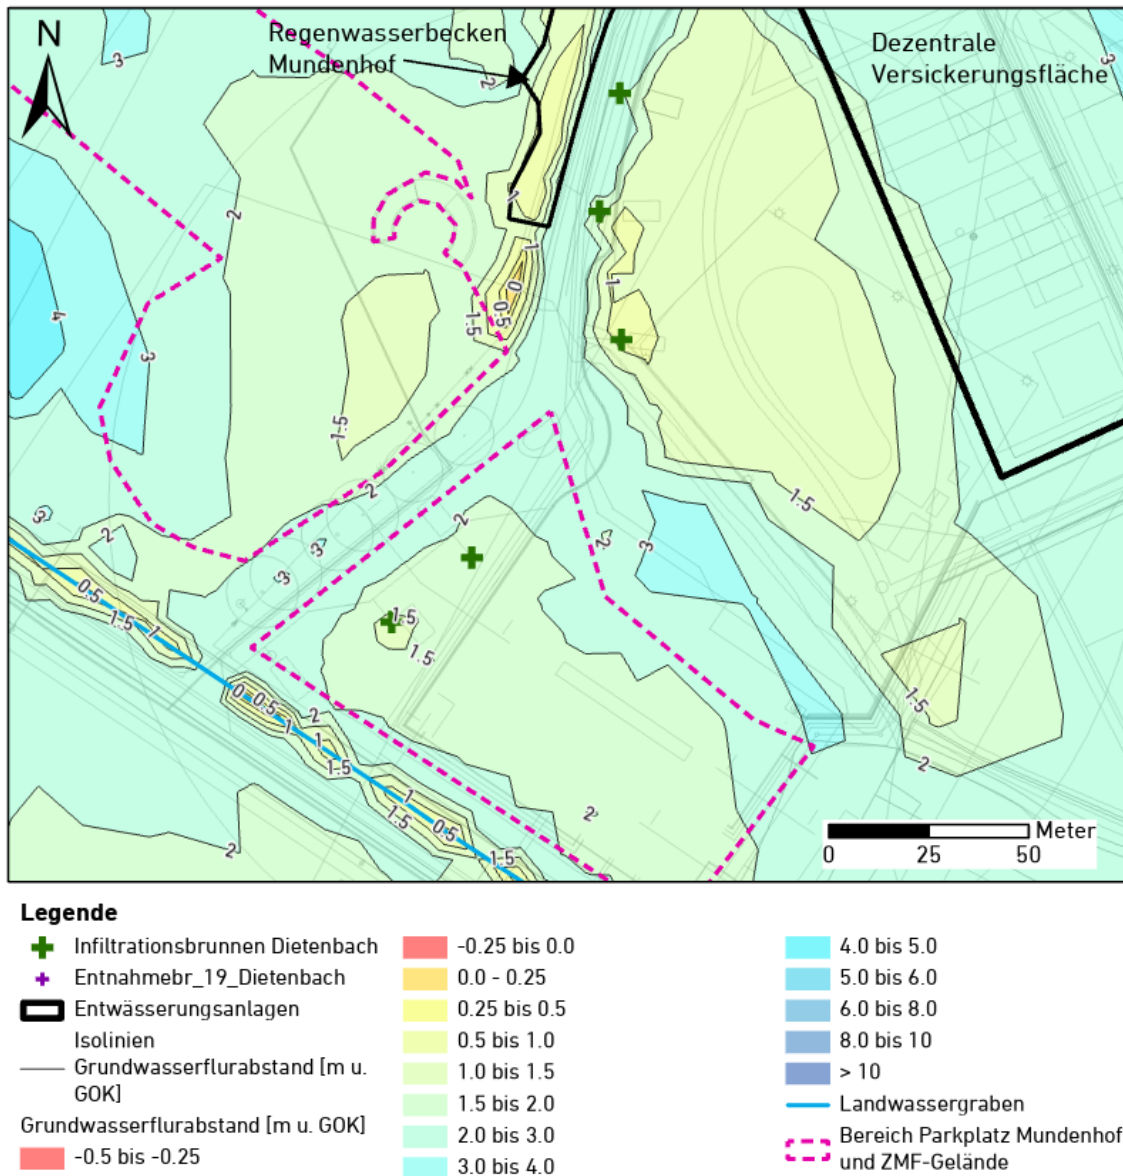 N
Regenwasserbecken
Mundenhof
Dezentrale
Versickerungsfläche
3
2
3
1
2
1
0
0.5
1.5
1
4
3
1.5
2
1.5
2
3
2
3
2
3
3
2
0.5
1.5
1
1.5
1.5
0
0.5
1
2
1
1.5
1
1.5
0.5
1.5
1.5
2
2
2
Meter
0 25 50
Legende
Infiltrationsbrunnen Dietenbach
Entnahmebr_19_Dietenbach
Entwässerungsanlagen
Isolinien
Grundwasserflurabstand [m u.
GOK]
Grundwasserflurabstand [m u. GOK]
-0.5 bis -0.25
-0.25 bis 0.0
0.0 - 0.25
0.25 bis 0.5
0.5 bis 1.0
1.0 bis 1.5
1.5 bis 2.0
2.0 bis 3.0
3.0 bis 4.0
4.0 bis 5.0
5.0 bis 6.0
6.0 bis 8.0
8.0 bis 10
> 10
Landwassergraben
Bereich Parkplatz Mundenhof
und ZMF-Gelände